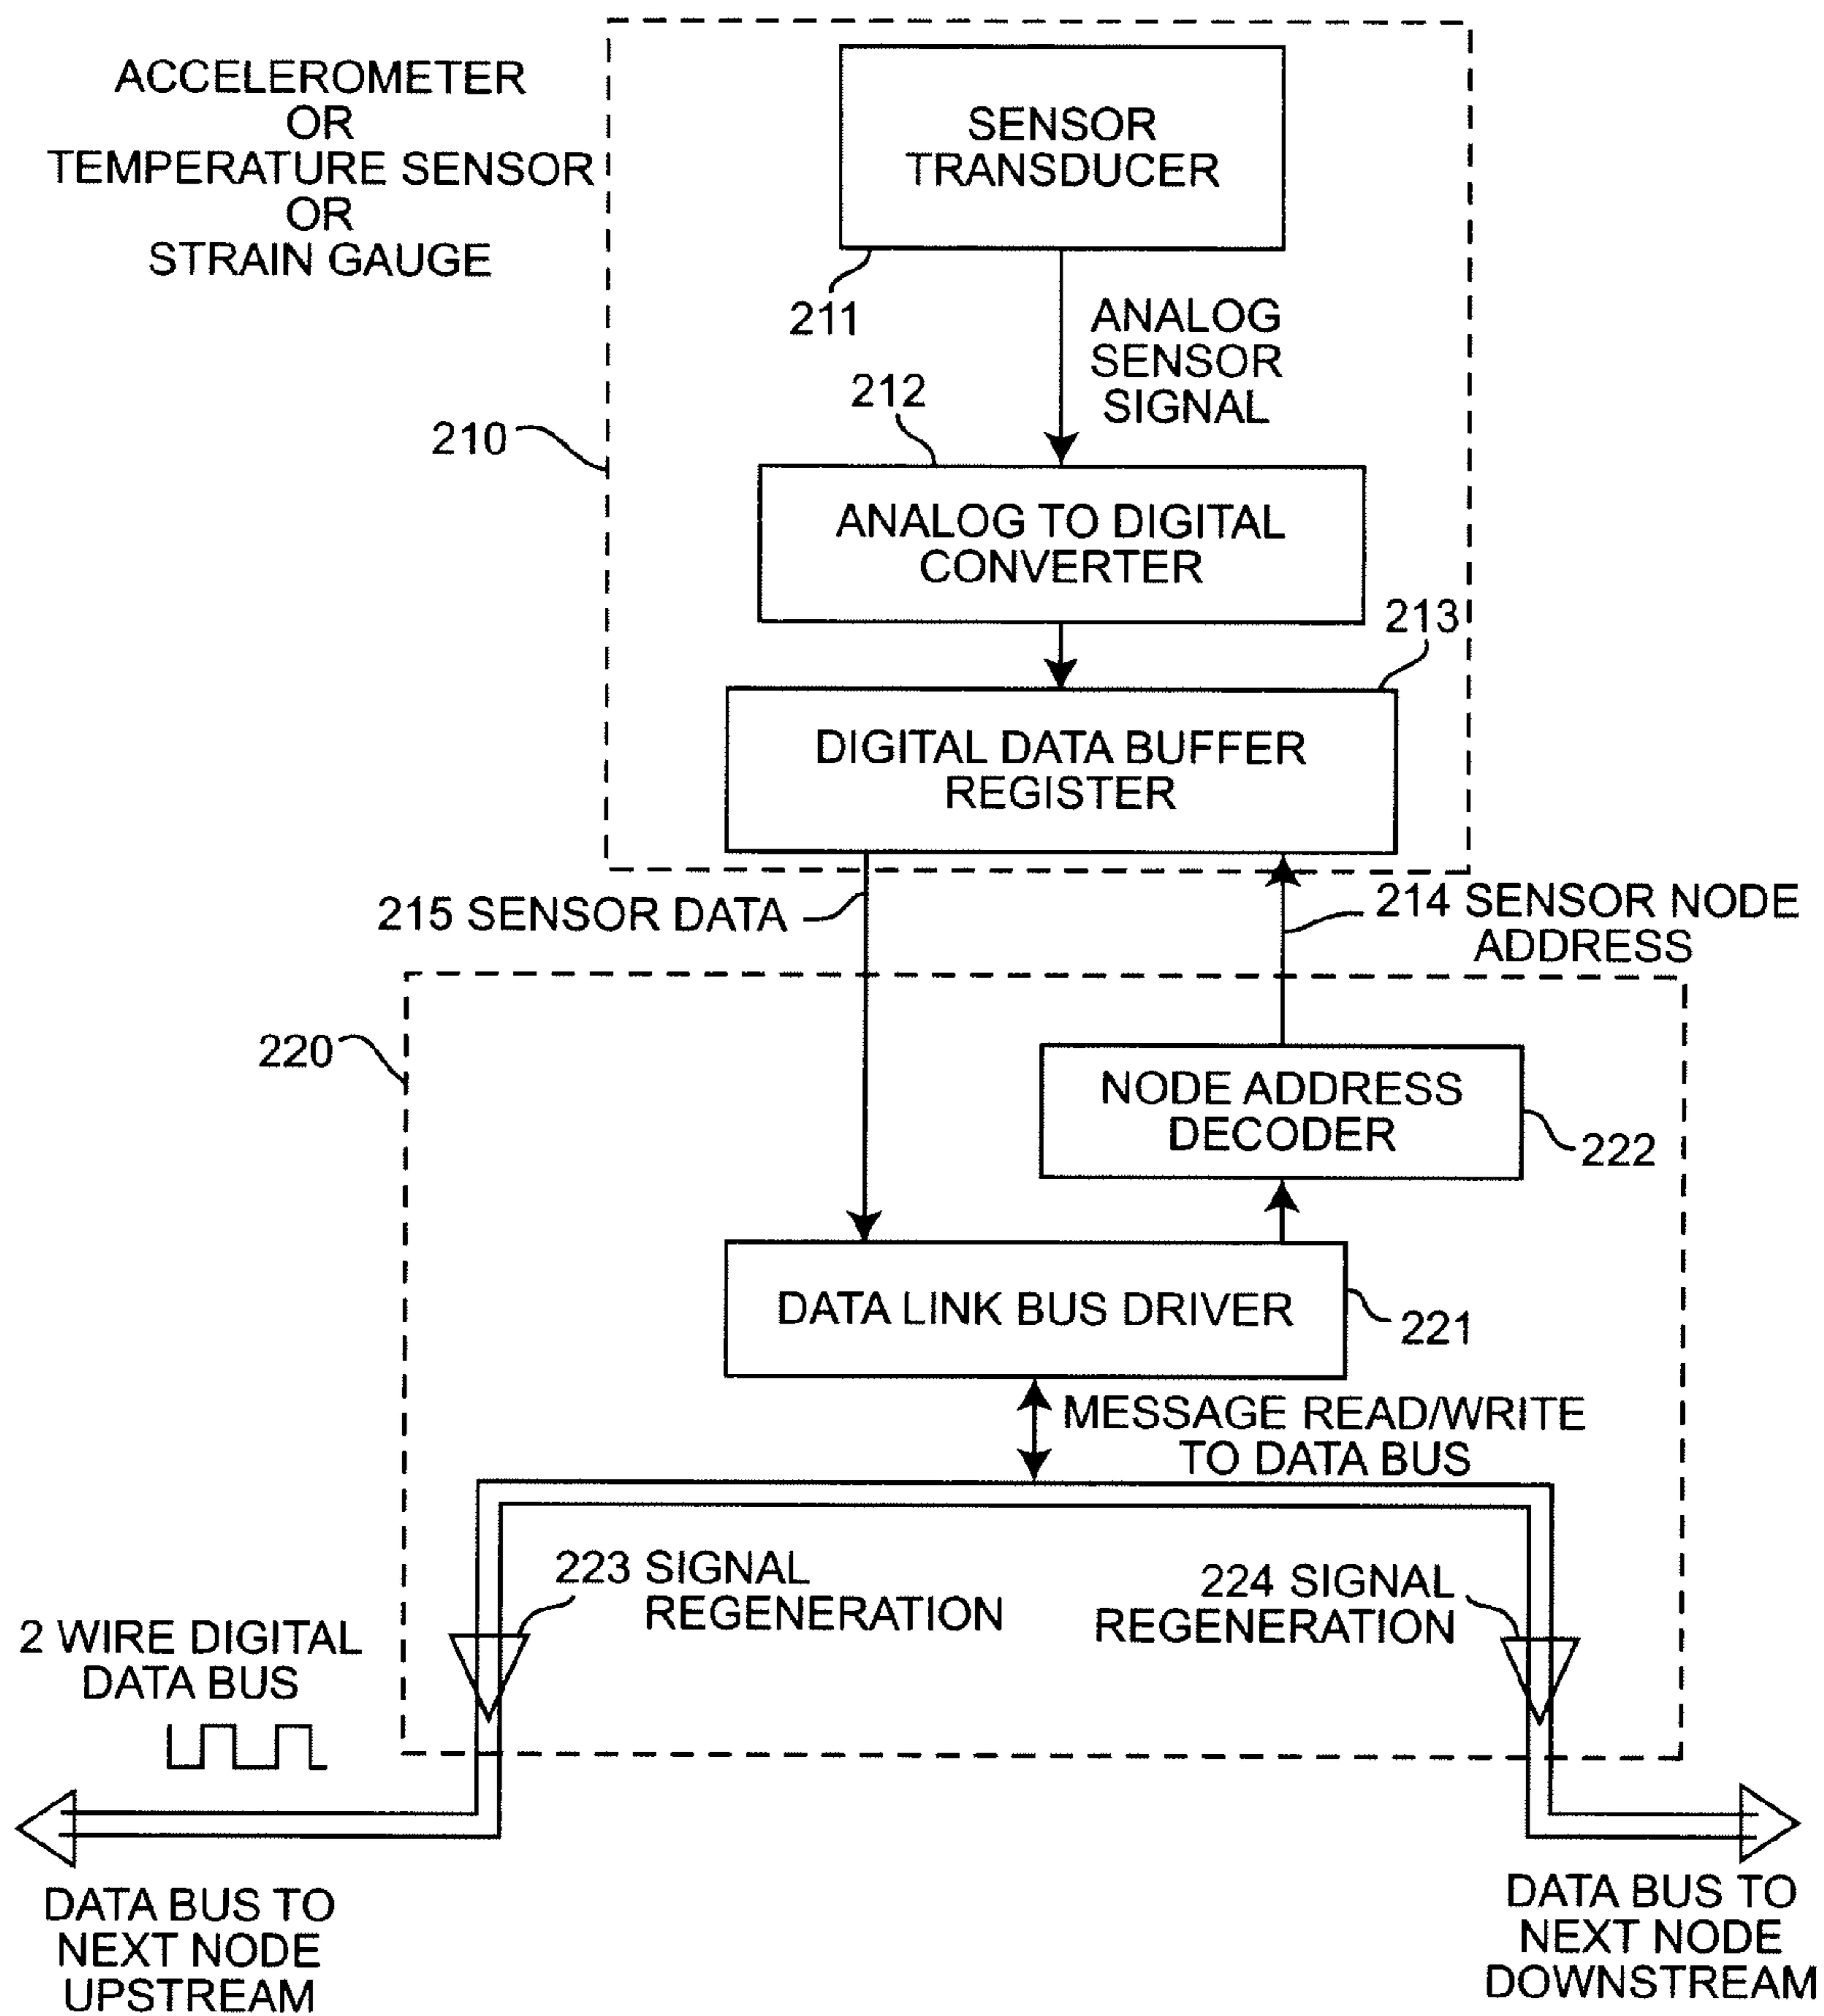 ACCELEROMETER
OR
TEMPERATURE SENSOR
OR
STRAIN GAUGE
SENSOR
TRANSDUCER
211
ANALOG
SENSOR
SIGNAL
212
210
ANALOG TO DIGITAL
CONVERTER
213
DIGITAL DATA BUFFER
REGISTER
215 SENSOR DATA
214 SENSOR NODE
ADDRESS
220
NODE ADDRESS
DECODER
222
DATA LINK BUS DRIVER
221
MESSAGE READ/WRITE
TO DATA BUS
223 SIGNAL
REGENERATION
224 SIGNAL
REGENERATION
2 WIRE DIGITAL
DATA BUS
DATA BUS TO
NEXT NODE
UPSTREAM
DATA BUS TO
NEXT NODE
DOWNSTREAM